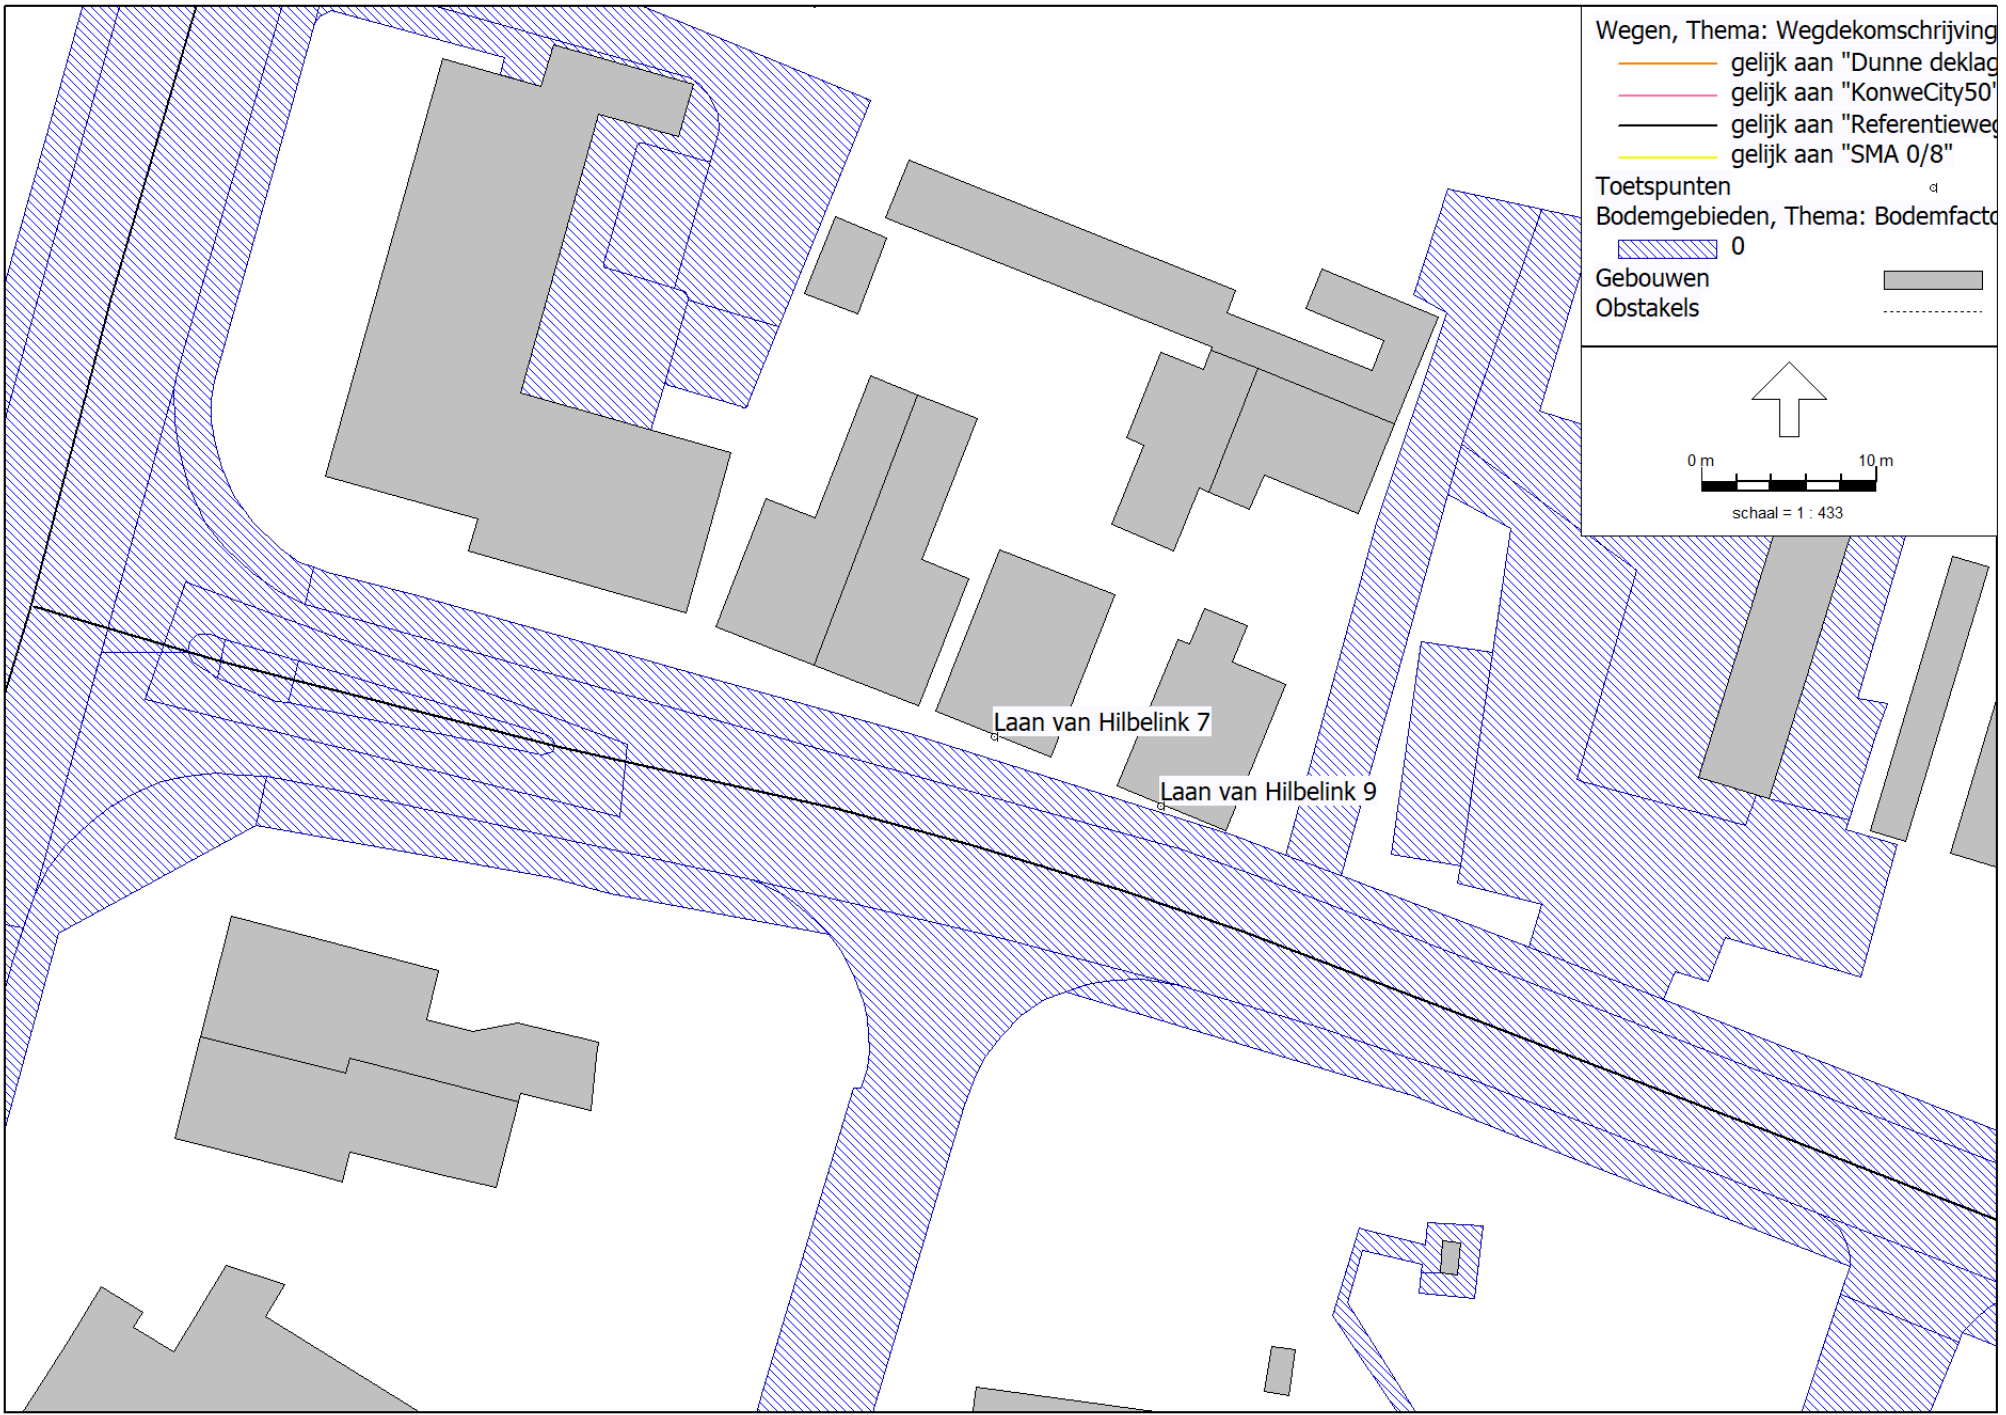 Wegen, Thema: Wegdekomschrijving
gelijk aan "Dunne deklag
gelijk aan "KonweCity50"
gelijk aan "Referentieweg
gelijk aan "SMA 0/8"
Toetspunten
Bodemgebieden, Thema: Bodemfacto
0
Gebouwen
Obstakels
0 m 10 m
schaal = 1 : 433
Laan van Hilbelink 7
Laan van Hilbelink 9